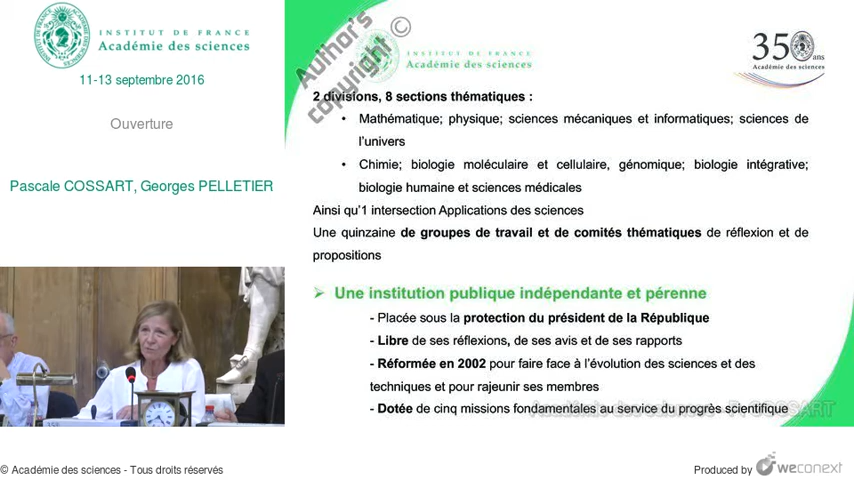 INSTITUT DE FRANCE
Académie des sciences
11-13 septembre 2016
Ouverture
Pascale COSSART, Georges PELLETIER
Author's
copyright ©
INSTITUT DE FRANCE
Académie des sciences
350 ans
Académie des sciences
2 divisions, 8 sections thématiques :
• Mathématique; physique; sciences mécaniques et informatiques; sciences de
l'univers
• Chimie; biologie moléculaire et cellulaire, génomique; biologie intégrative;
biologie humaine et sciences médicales
Ainsi qu'1 intersection Applications des sciences
Une quinzaine de groupes de travail et de comités thématiques de réflexion et de
propositions
➢ Une institution publique indépendante et pérenne
- Placée sous la protection du président de la République
- Libre de ses réflexions, de ses avis et de ses rapports
- Réformée en 2002 pour faire face à l'évolution des sciences et des
techniques et pour rajeunir ses membres
- Dotée de cinq missions fondamentales au service du progrès scientifique
Académie des sciences - P. COSSART
© Académie des sciences - Tous droits réservés
Produced by weconext